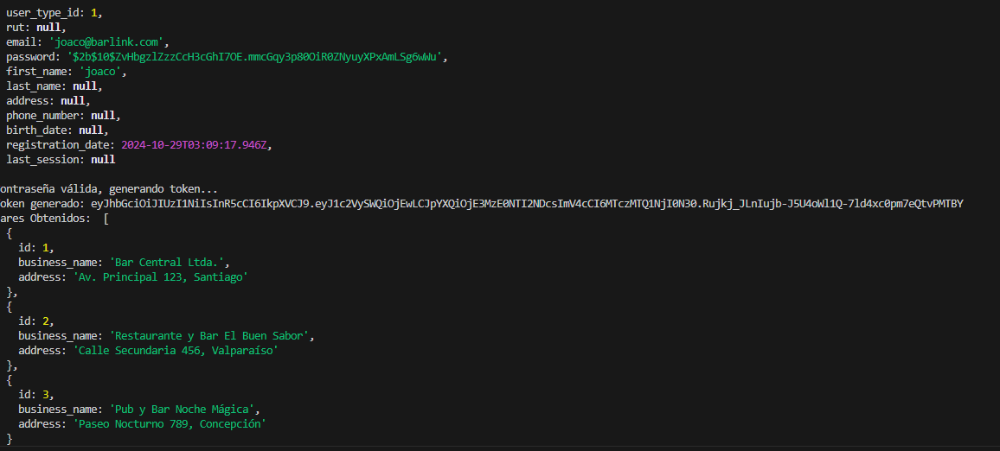 user_type_id: 1,
rut: null,
email: 'joaco@barlink.com',
password: '$2b$10$ZvHbgzlZzzCcH3cGhI7OE.mmcGqy3p80OiR0ZNyuyXPxAmLSg6wWu',
first_name: 'joaco',
last_name: null,
address: null,
phone_number: null,
birth_date: null,
registration_date: 2024-10-29T03:09:17.946Z,
last_session: null
ontraseña válida, generando token...
oken generado: eyJhbGciOiJIUzI1NiIsInR5cCI6IkpXVCJ9.eyJ1c2VySWQiOjEwLCJpYXQiOjE3MzE0NTI2NDcsImV4cCI6MTczMTQ1NjI0N30.Rujkj_JLnIujb-J5U4oWl1Q-7ld4xc0pm7eQtvPMTBY
ares Obtenidos:  [
{
id: 1,
business_name: 'Bar Central Ltda.',
address: 'Av. Principal 123, Santiago'
},
{
id: 2,
business_name: 'Restaurante y Bar El Buen Sabor',
address: 'Calle Secundaria 456, Valparaíso'
},
{
id: 3,
business_name: 'Pub y Bar Noche Mágica',
address: 'Paseo Nocturno 789, Concepción'
}